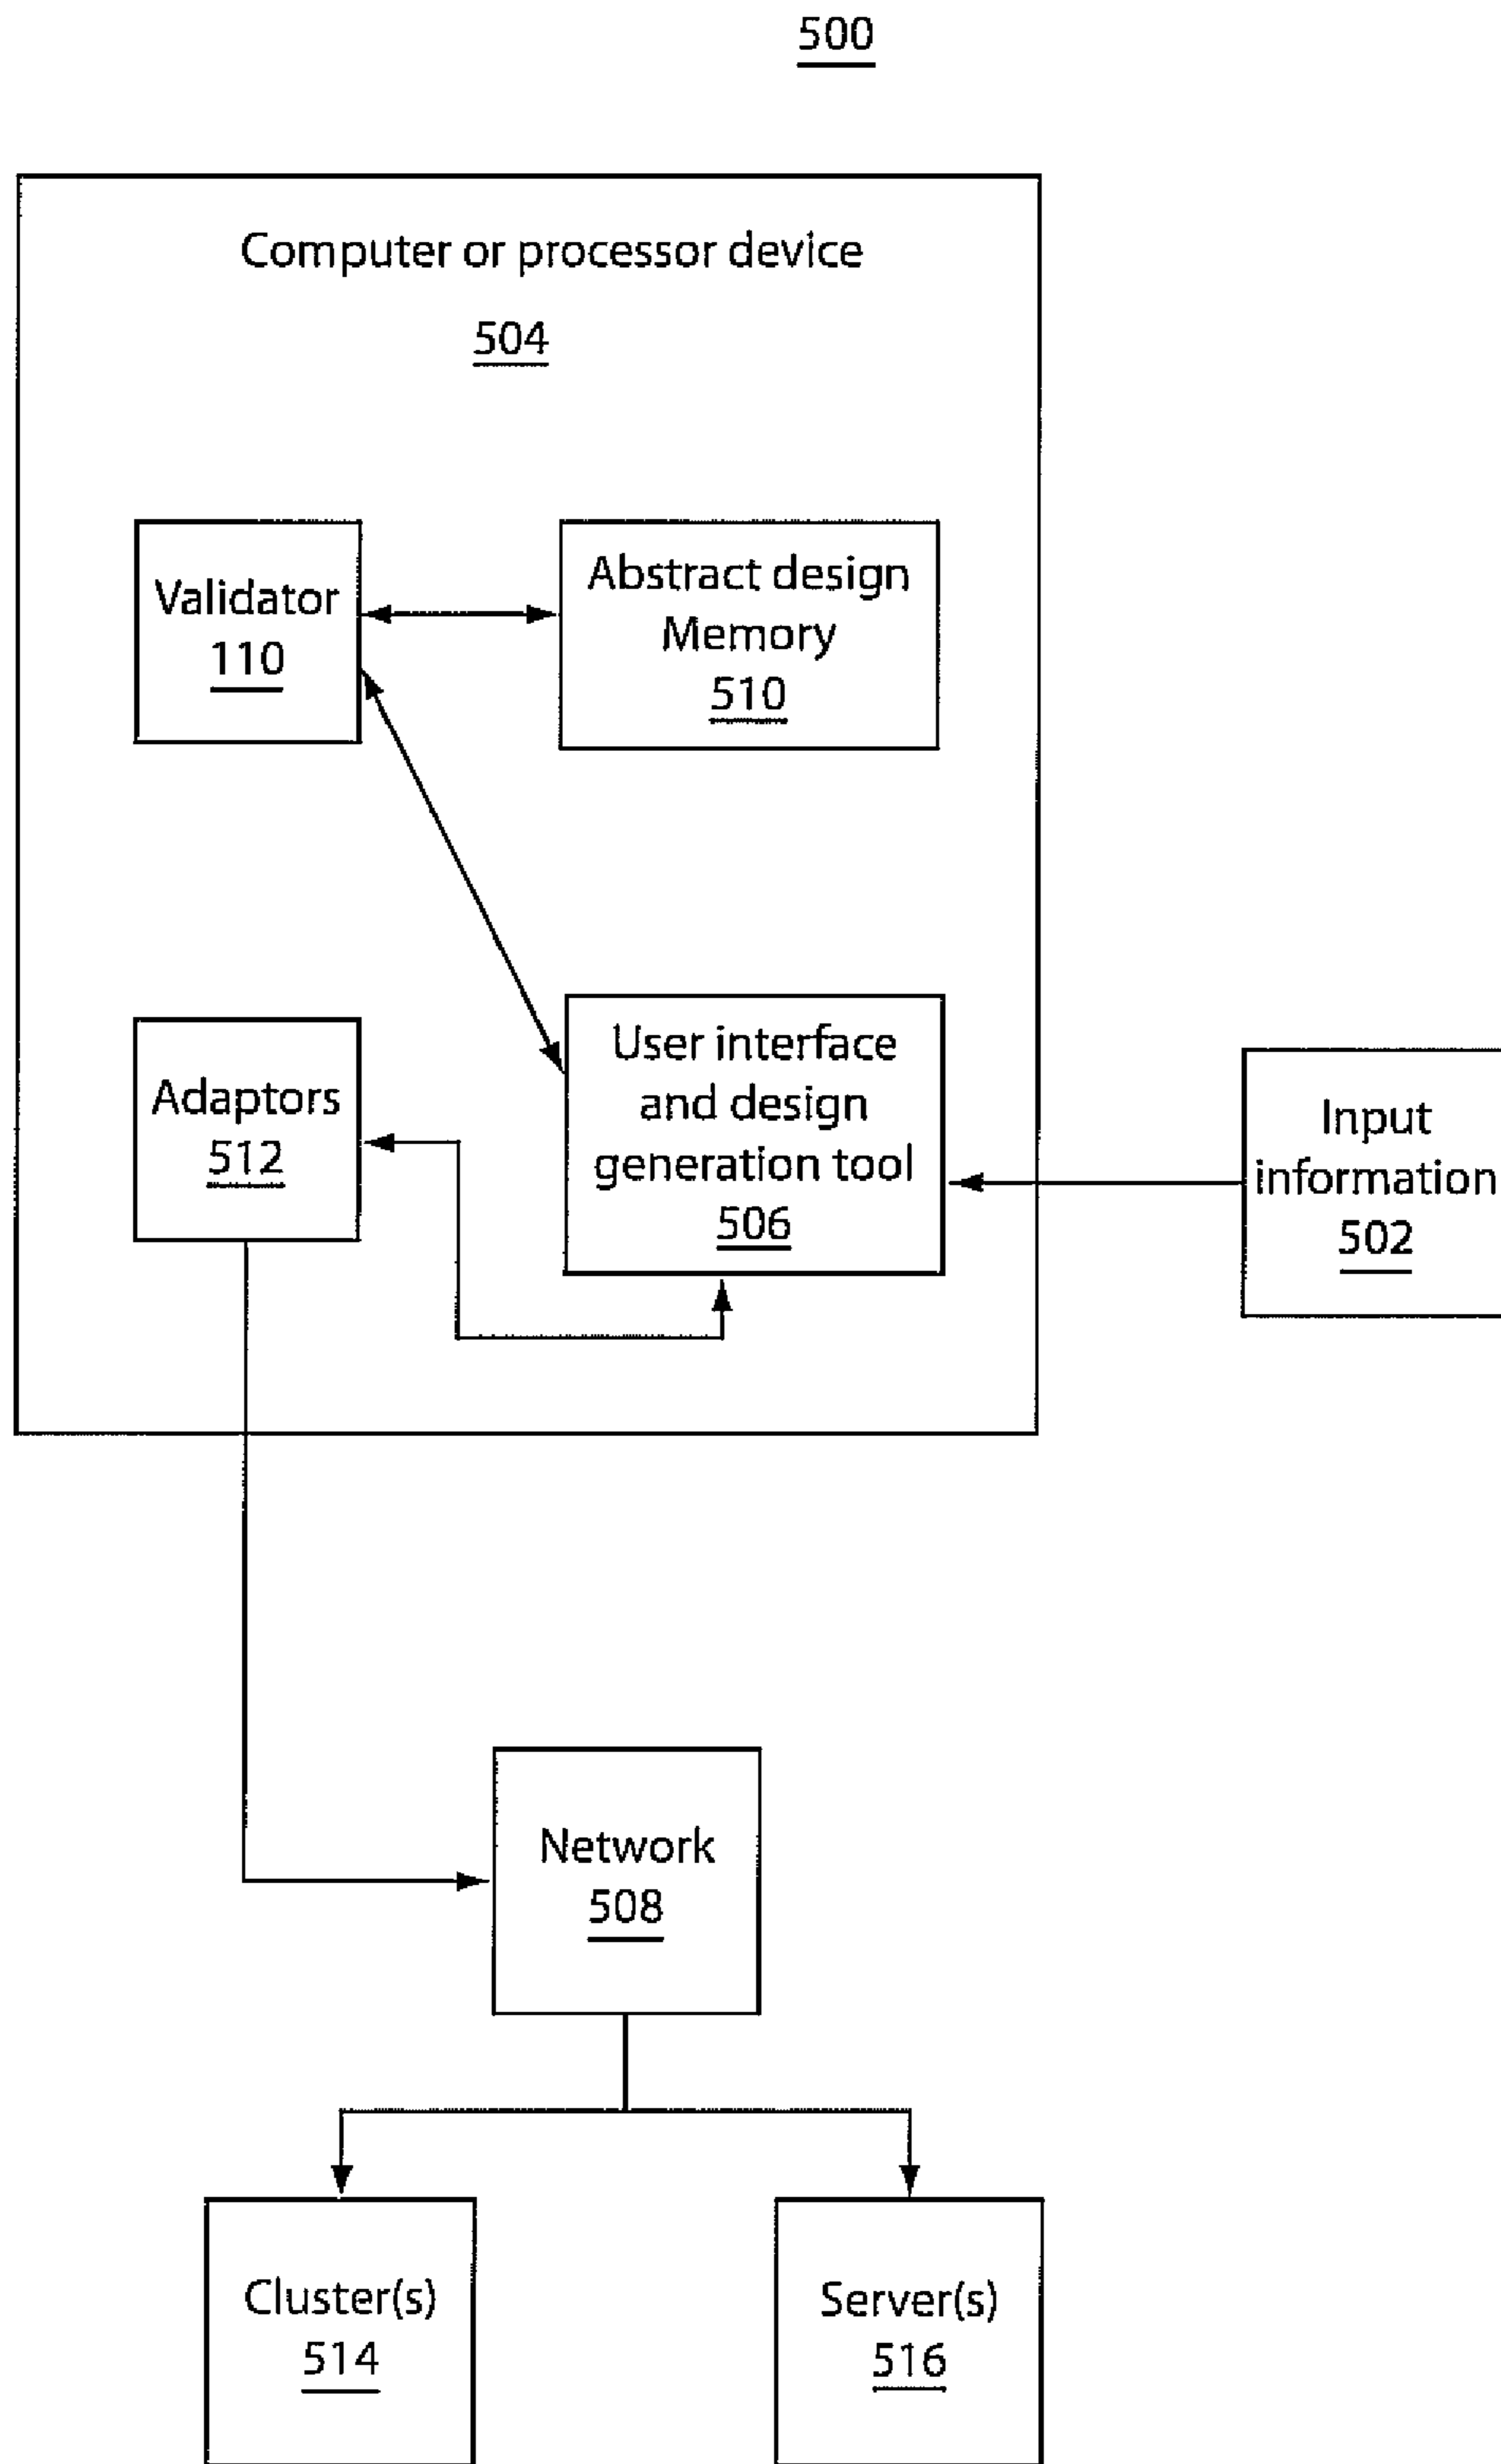 500
Computer or processor device
504
Validator
110
Abstract design
Memory
510
Adaptors
512
User interface
and design
generation tool
506
Input
information
502
Network
508
Cluster(s)
514
Server(s)
516